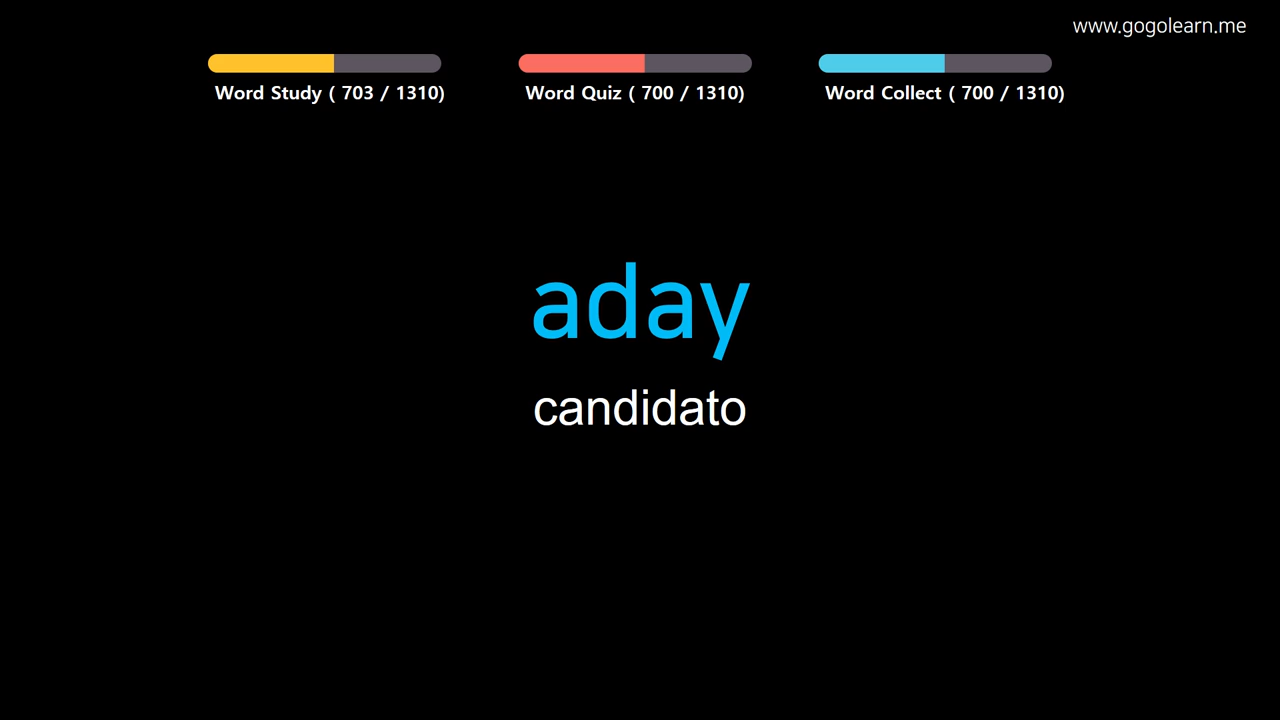 www.gogolearn.me
Word Study ( 703 / 1310)
Word Quiz ( 700 / 1310)
Word Collect ( 700 / 1310)
aday
candidato